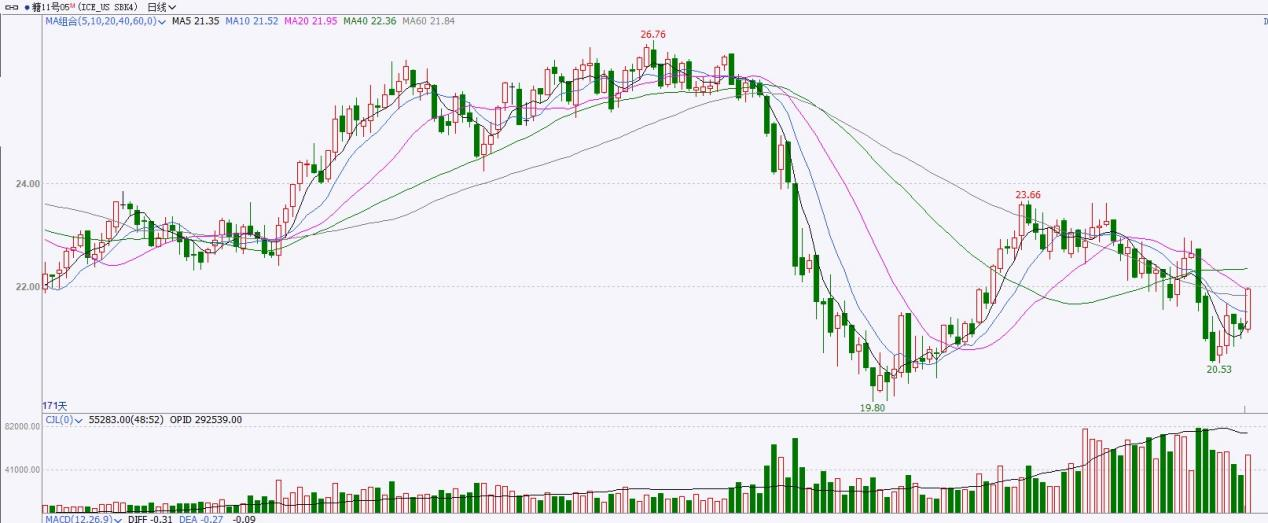 糖11号05M (ICE_US SBK4) 日线
MA组合(5,10,20,40,60,0) MA5 21.35 MA10 21.52 MA20 21.95 MA40 22.36 MA60 21.84
26.76
24.00
23.66
22.00
20.53
19.80
171天
CJL(0) 55283.00(48:52) OPID 292539.00
82000.00
41000.00
MACD(12,26,9) DIFF -0.31 DEA -0.27 -0.09